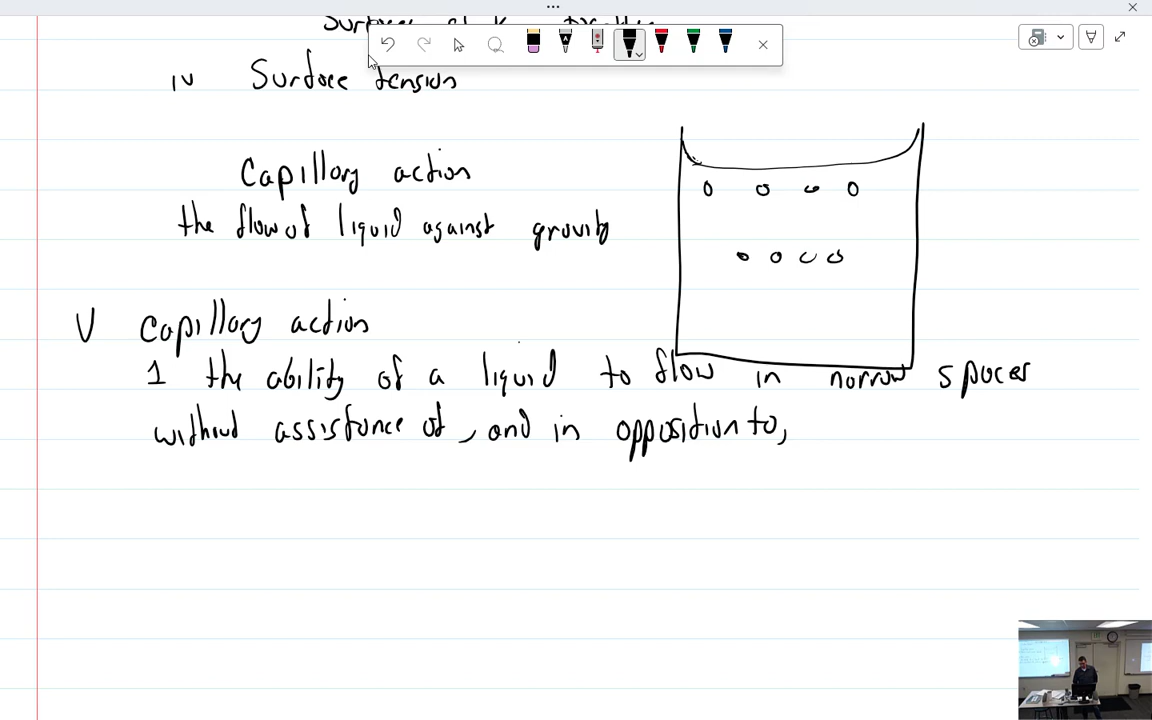 iv Surface tension
Capillary action
the flow of liquid against gravity
V Capillary action
1 the ability of a liquid to flow in narrow spaces
without assistance of, and in opposition to,